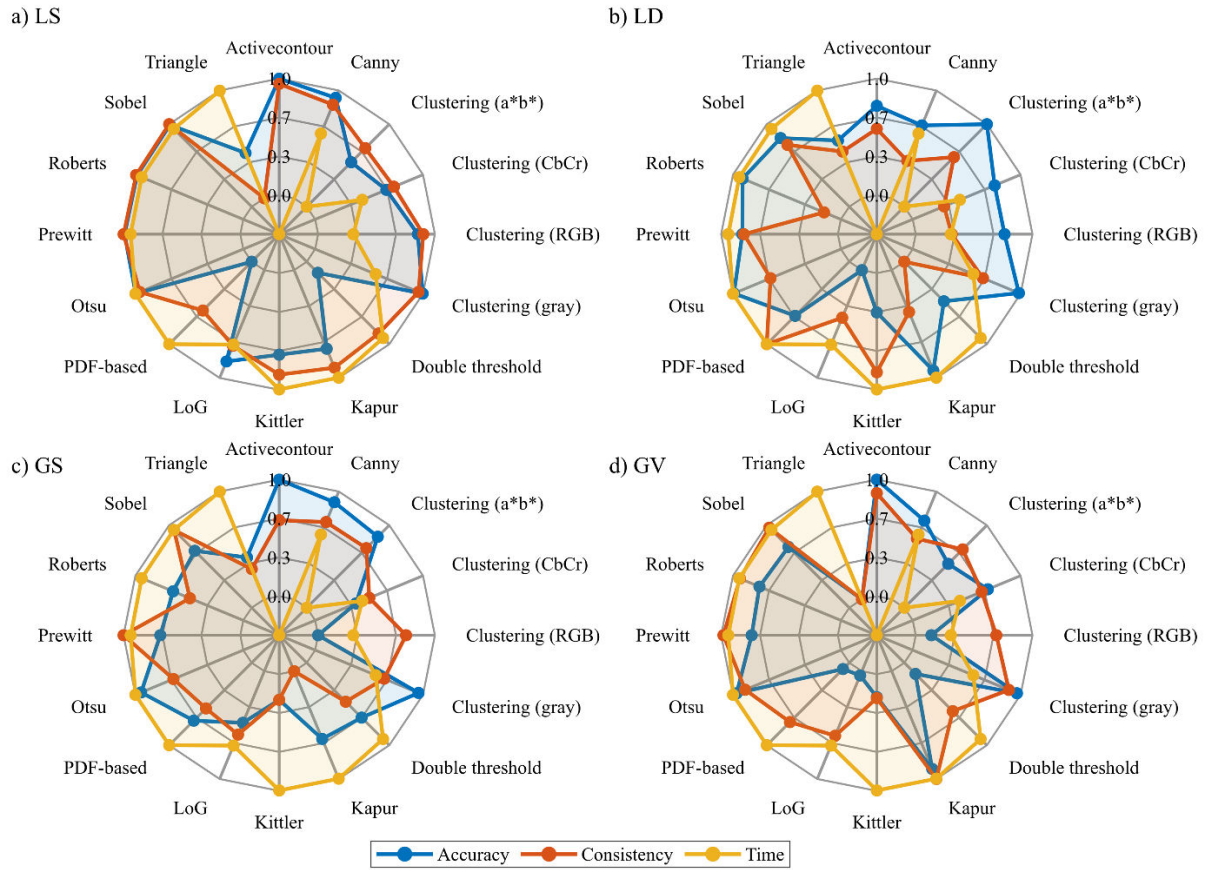 a) LS
Activecontour
Canny
Clustering (a*b*)
Clustering (CbCr)
Clustering (RGB)
Clustering (gray)
Double threshold
Kapur
Kittler
LoG
PDF-based
Otsu
Prewitt
Roberts
Sobel
Triangle
1.0
0.7
0.3
0.0
b) LD
Activecontour
Canny
Clustering (a*b*)
Clustering (CbCr)
Clustering (RGB)
Clustering (gray)
Double threshold
Kapur
Kittler
LoG
PDF-based
Otsu
Prewitt
Roberts
Sobel
Triangle
1.0
0.7
0.3
0.0
c) GS
Activecontour
Canny
Clustering (a*b*)
Clustering (CbCr)
Clustering (RGB)
Clustering (gray)
Double threshold
Kapur
Kittler
LoG
PDF-based
Otsu
Prewitt
Roberts
Sobel
Triangle
1.0
0.7
0.3
0.0
d) GV
Activecontour
Canny
Clustering (a*b*)
Clustering (CbCr)
Clustering (RGB)
Clustering (gray)
Double threshold
Kapur
Kittler
LoG
PDF-based
Otsu
Prewitt
Roberts
Sobel
Triangle
1.0
0.7
0.3
0.0
Accuracy Consistency Time